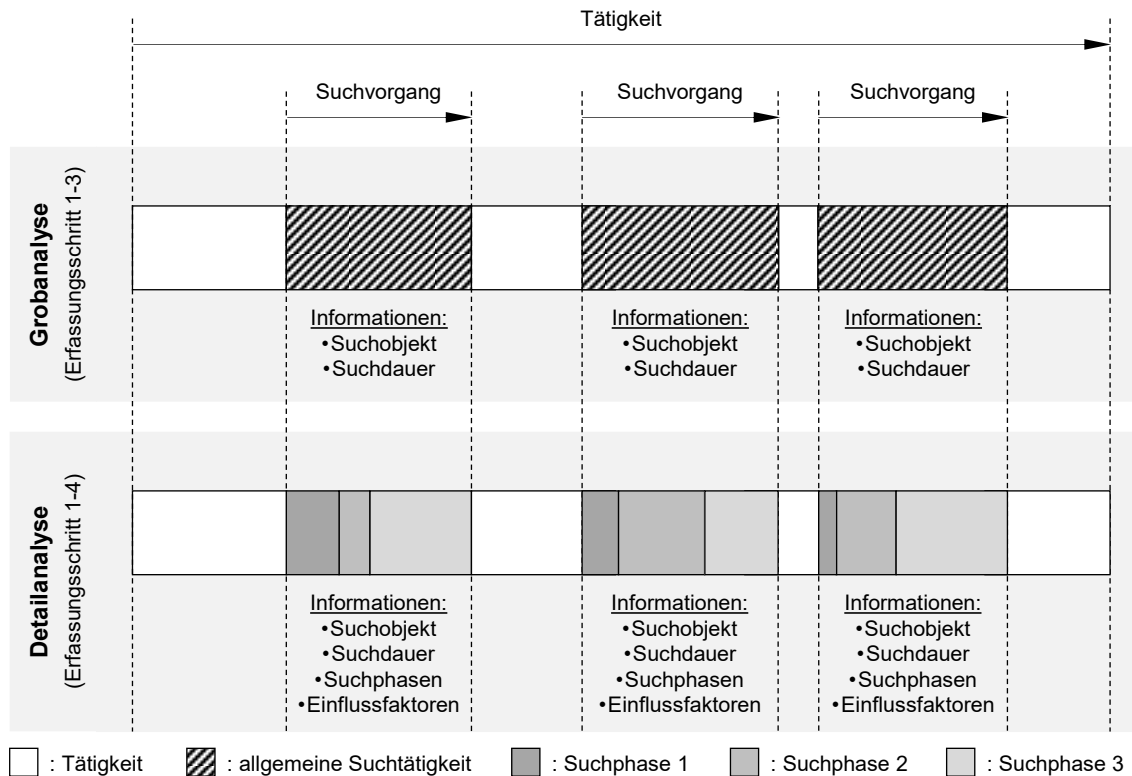 Tätigkeit
Suchvorgang Suchvorgang Suchvorgang
Grobanalyse
(Erfassungsschritt 1-3)
Informationen: Informationen: Informationen:
•Suchobjekt •Suchobjekt •Suchobjekt
•Suchdauer •Suchdauer •Suchdauer
Detailanalyse
(Erfassungsschritt 1-4)
Informationen: Informationen: Informationen:
•Suchobjekt •Suchobjekt •Suchobjekt
•Suchdauer •Suchdauer •Suchdauer
•Suchphasen •Suchphasen •Suchphasen
•Einflussfaktoren •Einflussfaktoren •Einflussfaktoren
: Tätigkeit : allgemeine Suchtätigkeit : Suchphase 1 : Suchphase 2 : Suchphase 3